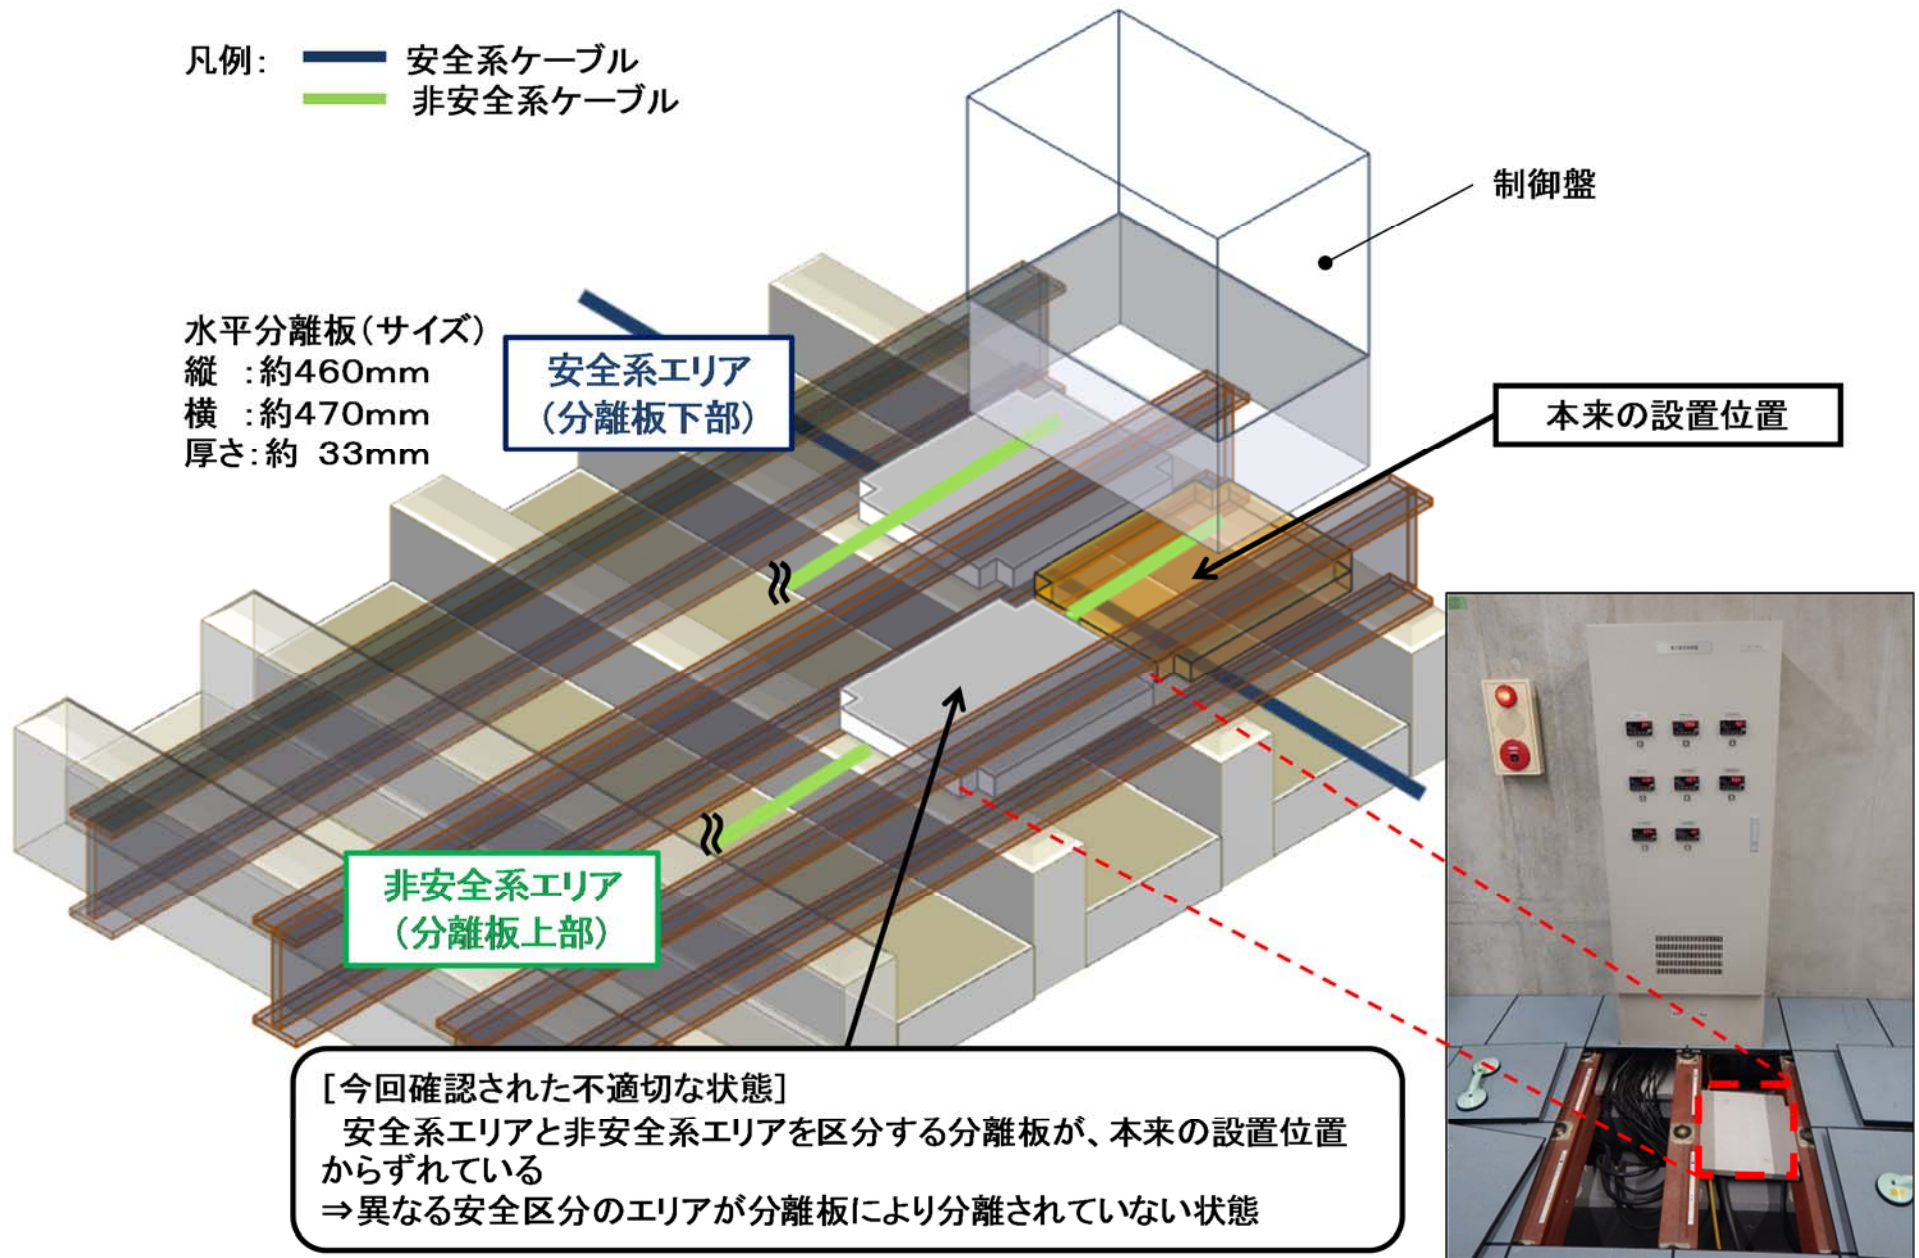 凡例：
安全系ケーブル
非安全系ケーブル
制御盤
水平分離板（サイズ）
縦 ：約460mm
横 ：約470mm
厚さ：約 33mm
安全系エリア
（分離板下部）
本来の設置位置
非安全系エリア
（分離板上部）
[今回確認された不適切な状態]
安全系エリアと非安全系エリアを区分する分離板が、本来の設置位置
からずれている
⇒異なる安全区分のエリアが分離板により分離されていない状態